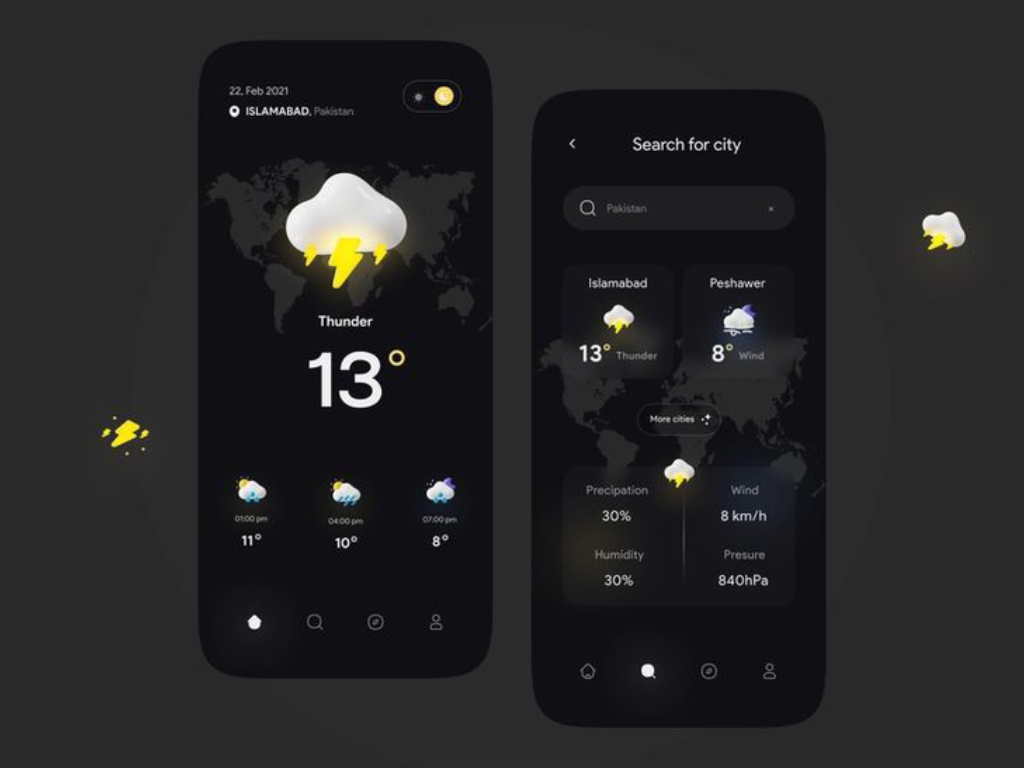 22, Feb 2021
ISLAMABAD, Pakistan
Thunder
13°
01:00 pm
04:00 pm
07:00 pm
11°
10°
8°
Search for city
Pakistan
Islamabad
Peshawer
13° Thunder
8° Wind
More cities
Precipation
Wind
30%
8 km/h
Humidity
Presure
30%
840hPa